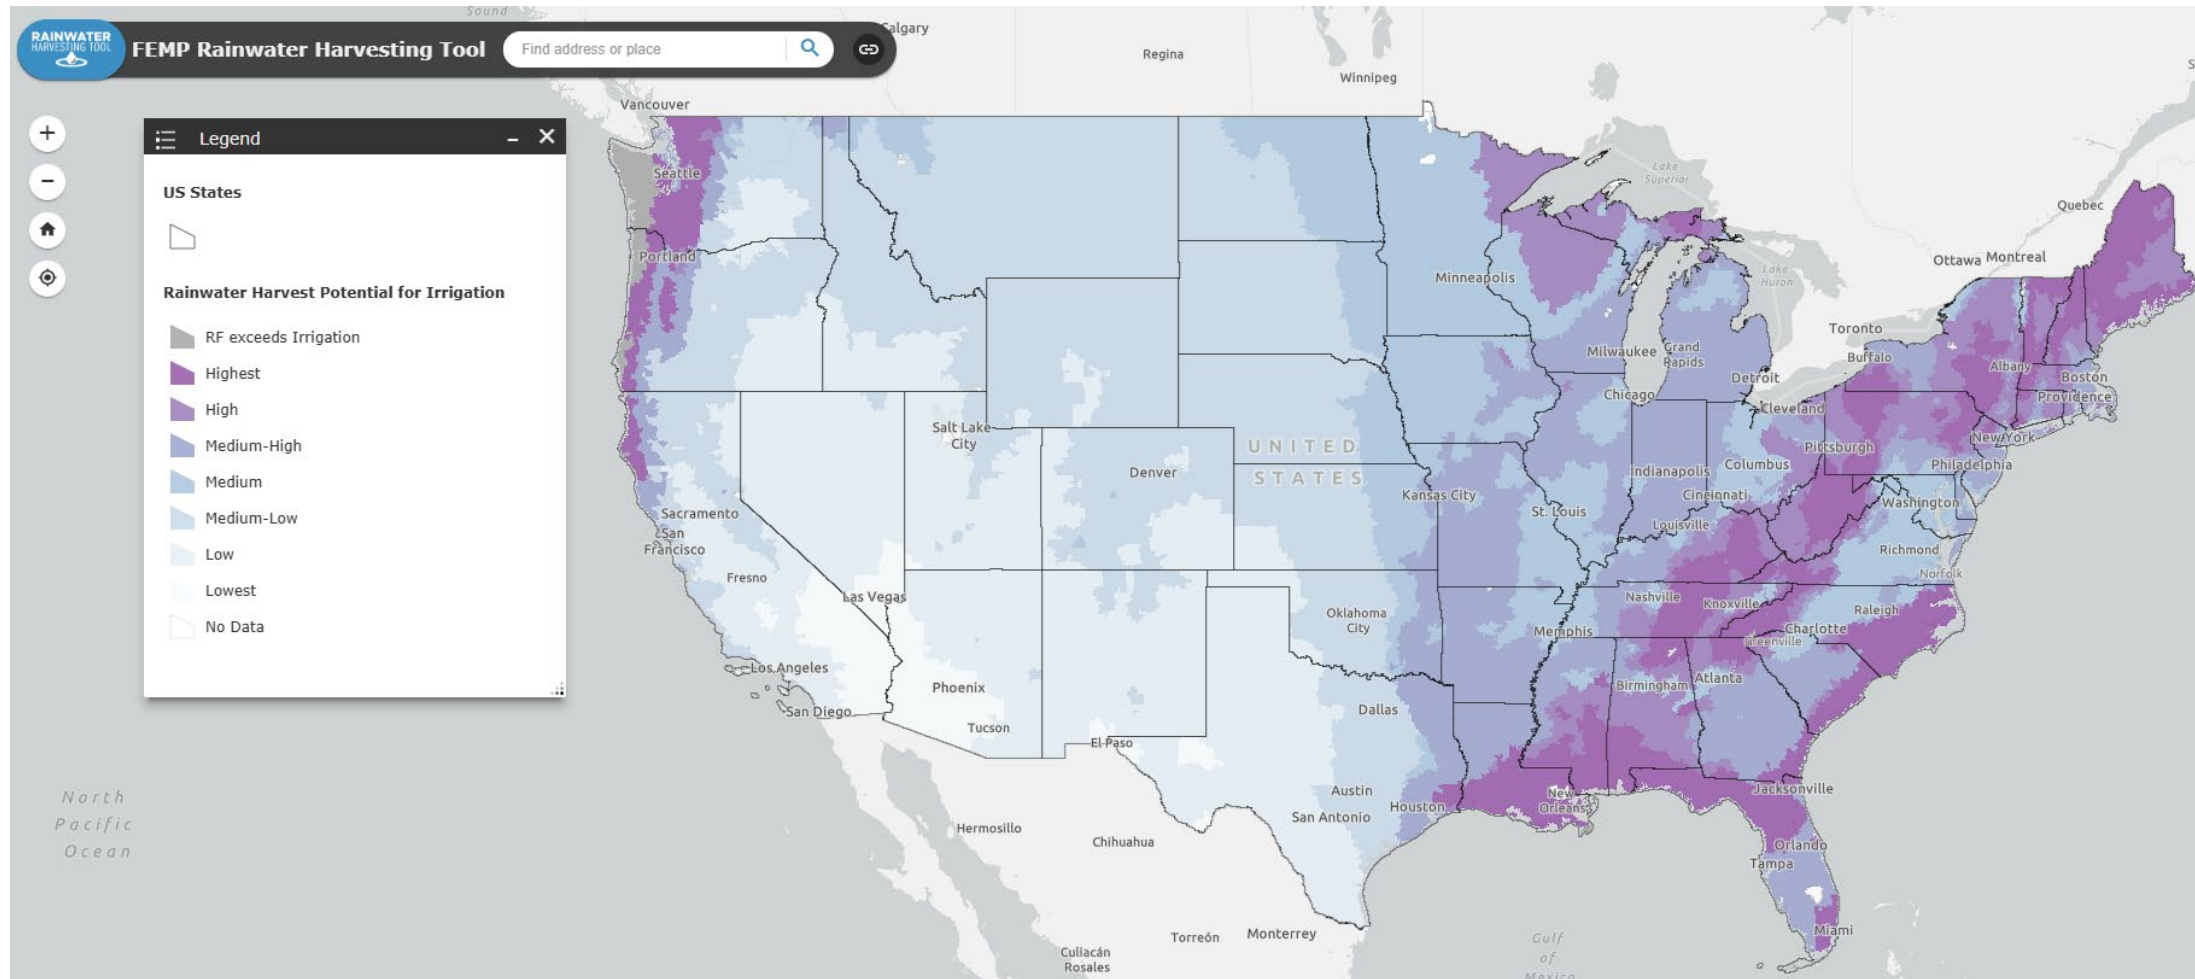 Sound
RAINWATER
HARVESTING TOOL
FEMP Rainwater Harvesting Tool
Find address or place
Calgary
Regina
Winnipeg
Vancouver
Legend
US States
Rainwater Harvest Potential for Irrigation
RF exceeds Irrigation
Highest
High
Medium-High
Medium
Medium-Low
Low
Lowest
No Data
Seattle
Portland
Lake
Superior
Quebec
Ottawa
Montreal
Minneapolis
Lake
Huron
Toronto
Milwaukee
Grand
Rapids
Buffalo
Albany
Detroit
Boston
Chicago
Providence
Cleveland
Salt Lake
City
UNITED
STATES
New York
Pittsburgh
Denver
Indianapolis
Columbus
Philadelphia
Kansas City
Cincinnati
Washington
Sacramento
St. Louis
Louisville
San
Francisco
Richmond
Fresno
Norfolk
Las Vegas
Nashville
Knoxville
Raleigh
Oklahoma
City
Memphis
Charlotte
Greenville
Los Angeles
Phoenix
Birmingham
Atlanta
San Diego
Dallas
Tucson
El Paso
North
Pacific
Ocean
Austin
Houston
New
Orleans
Jacksonville
San Antonio
Hermosillo
Chihuahua
Orlando
Tampa
Torreón
Monterrey
Miami
Gulf
of
Mexico
Culiacán
Rosales
S